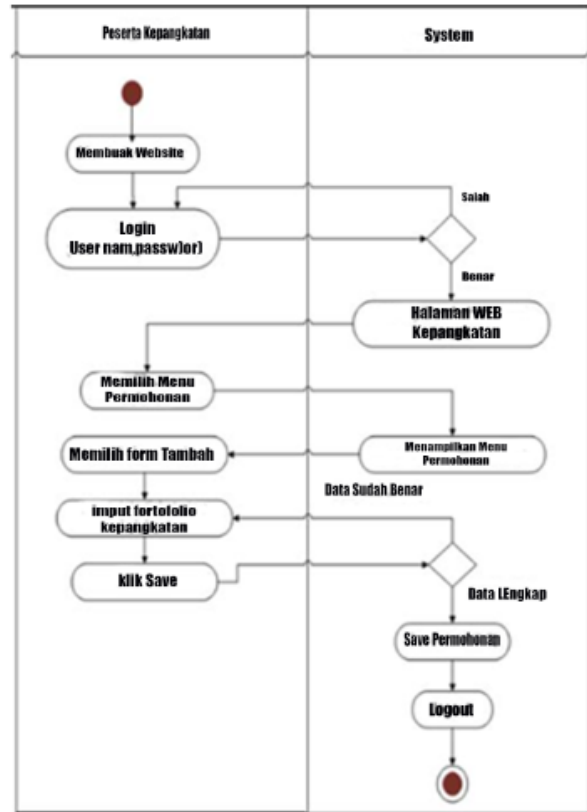 Peserta Kepangkatan
System
Membuak Website
Salah
Login
User nam,passw)or)
Benar
Halaman WEB
Kepangkatan
Memilih Menu
Permohonan
Menampilkan Menu
Permohonan
Memilih form Tambah
Data Sudah Benar
imput fortofolio
kepangkatan
klik Save
Data LEngkap
Save Permohonan
Logout